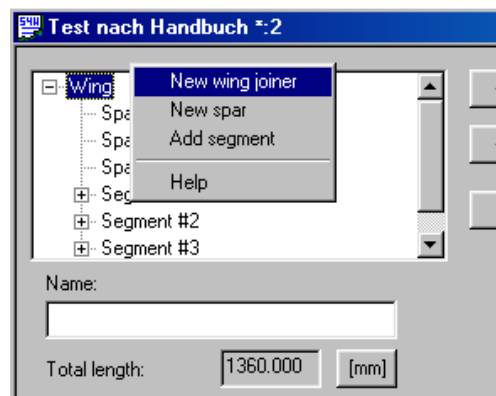 Test nach Handbuch *:2
Wing
New wing joiner
New spar
Add segment
Help
Segment #2
Segment #3
Name:
Total length: 1360.000 [mm]